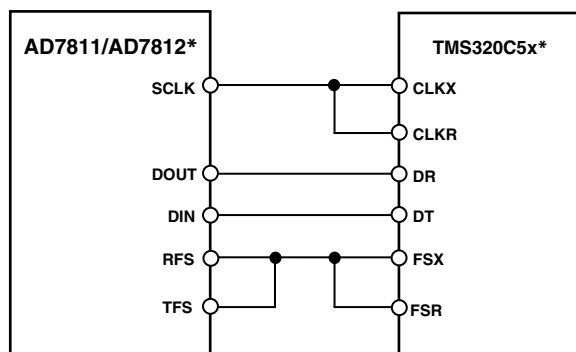 AD7811/AD7812*
TMS320C5x*
SCLK
CLKX
CLKR
DOUT
DR
DIN
DT
RFS
FSX
TFS
FSR